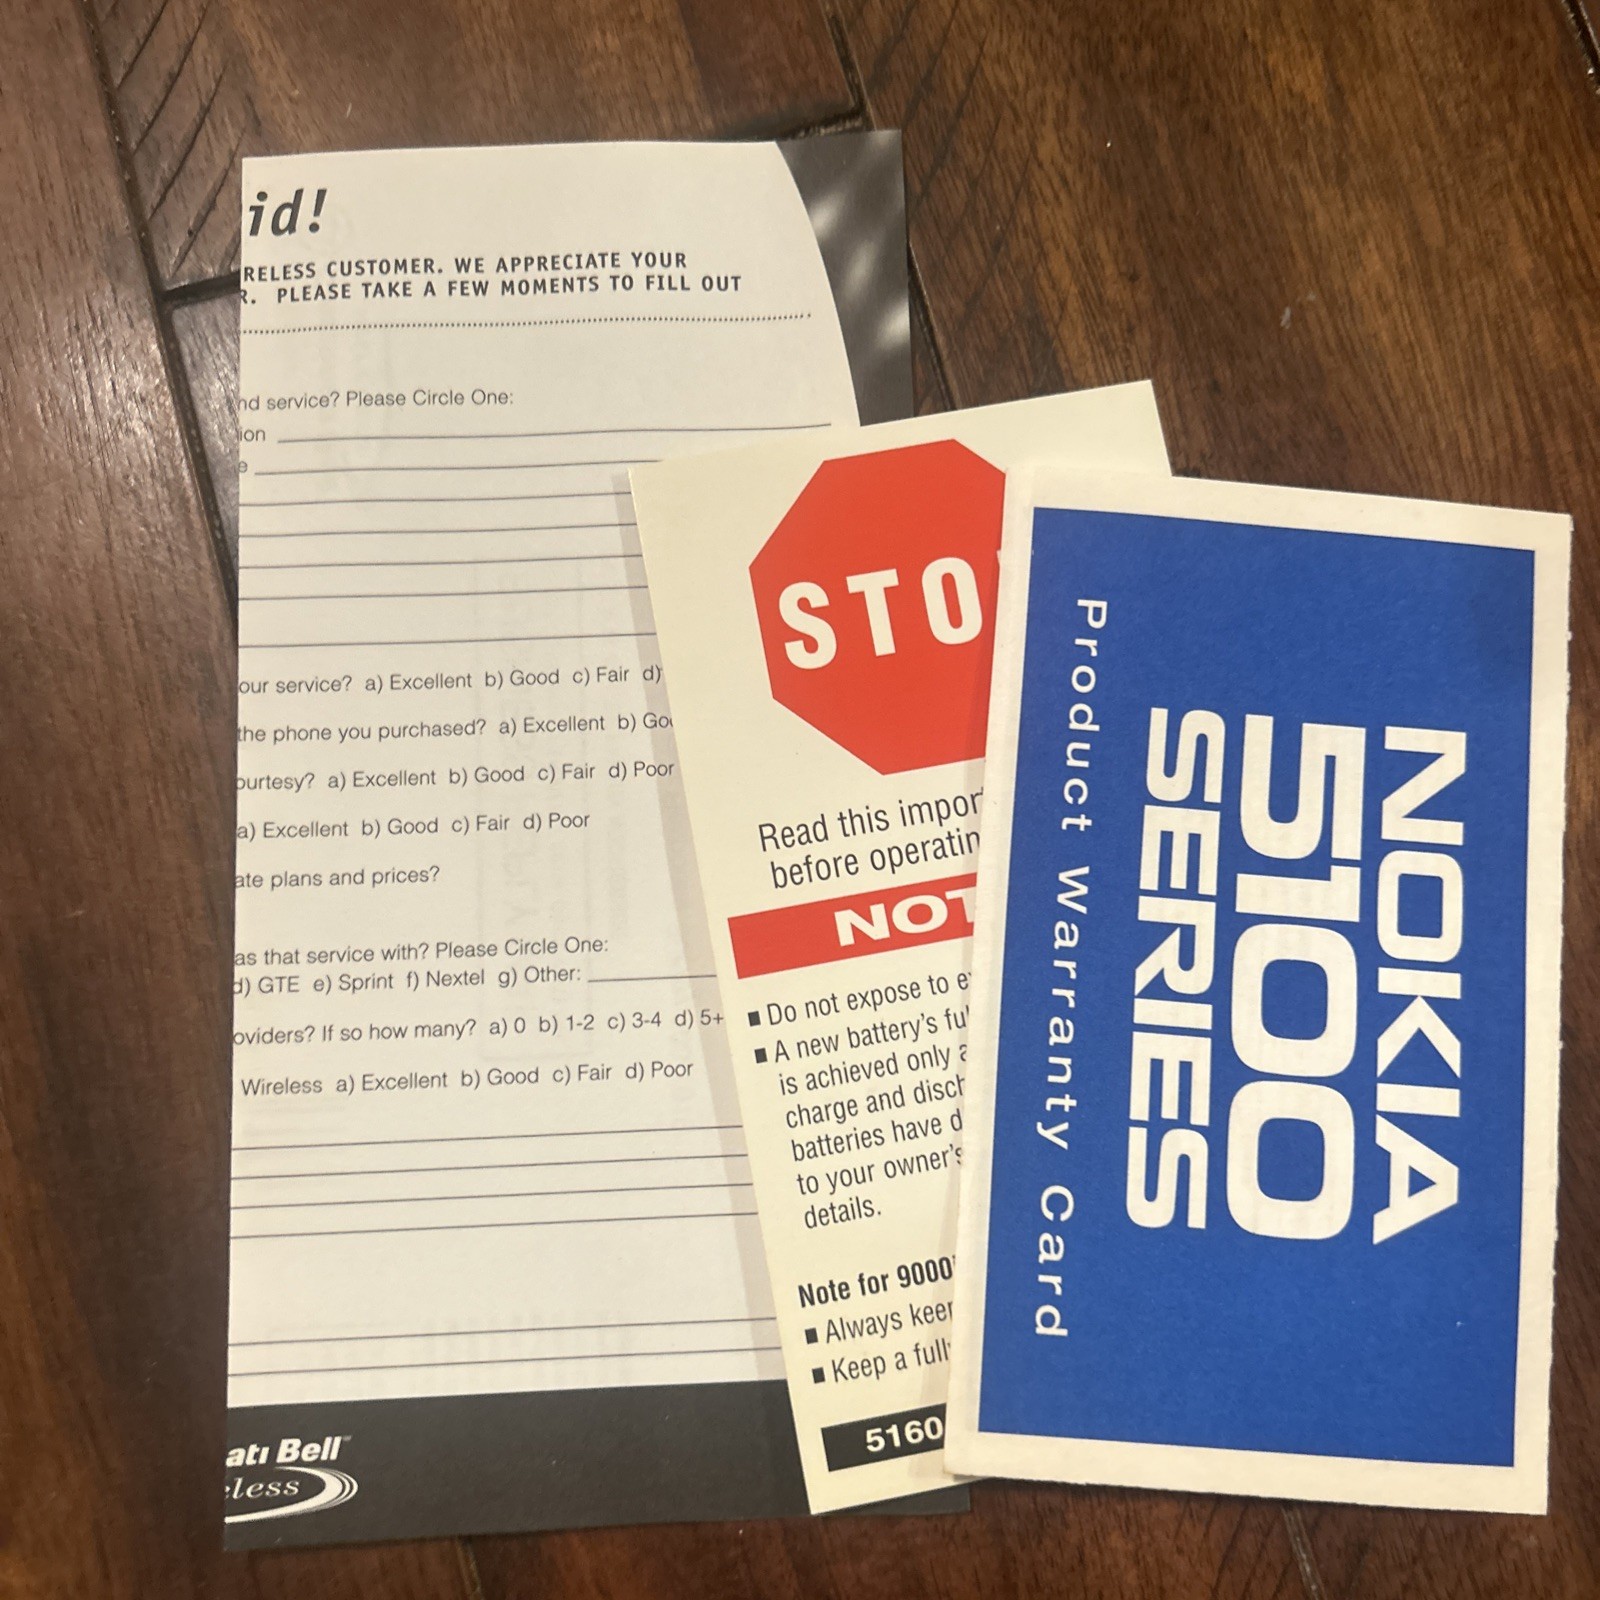 id!
RELESS CUSTOMER. WE APPRECIATE YOUR
R. PLEASE TAKE A FEW MOMENTS TO FILL OUT
nd service? Please Circle One:
ion
e
our service? a) Excellent b) Good c) Fair d)
the phone you purchased? a) Excellent b) Go
ourtesy? a) Excellent b) Good c) Fair d) Poor
a) Excellent b) Good c) Fair d) Poor
ate plans and prices?
as that service with? Please Circle One:
d) GTE e) Sprint f) Nextel g) Other:
oviders? If so how many? a) 0 b) 1-2 c) 3-4 d) 5+
Wireless a) Excellent b) Good c) Fair d) Poor
ati Bell
eless
STO
Read this impor
before operatin
NOT
■ Do not expose to e
■ A new battery's ful
is achieved only a
charge and disch
batteries have d
to your owner's
details.
Note for 9000
■ Always keep
■ Keep a full
5160
NOKIA
5100
SERIES
Product Warranty Card